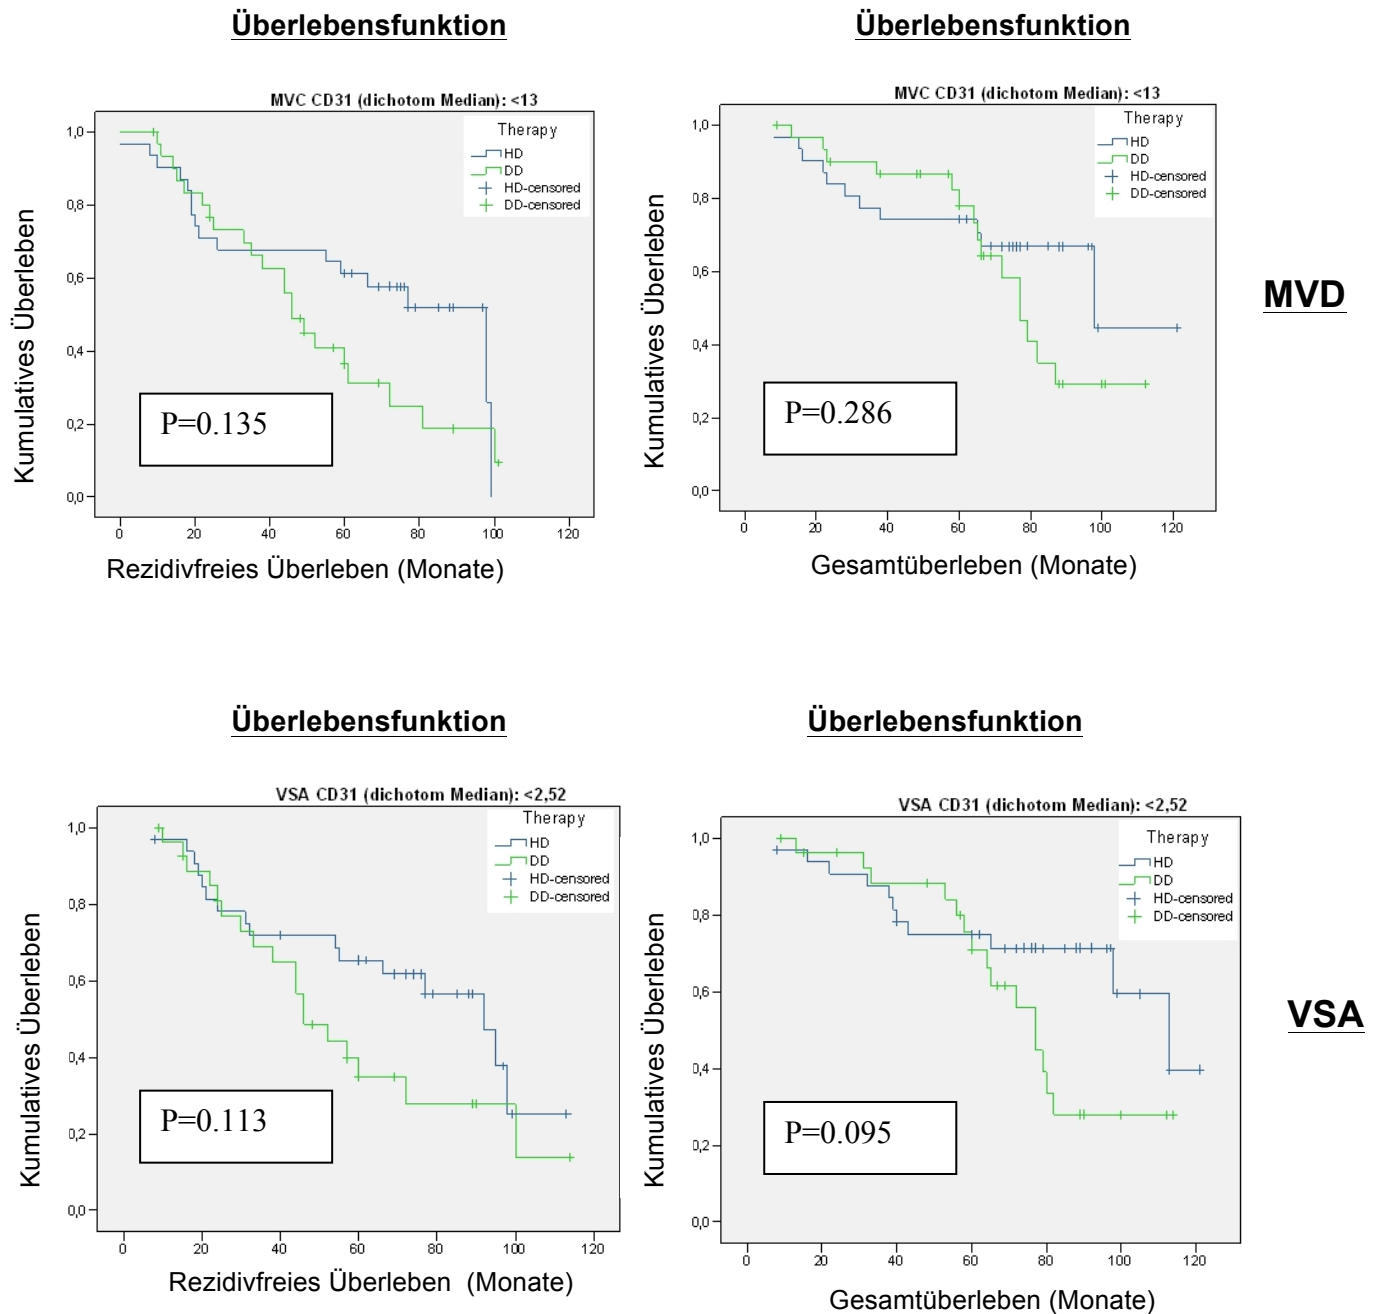 Überlebensfunktion
MVC CD31 (dichotom Median): <13
Therapy
HD
DD
HD-censored
DD-censored
1,0
0,8
0,6
0,4
0,2
0,0
Kumulatives Überleben
P=0.135
0 20 40 60 80 100 120
Rezidivfreies Überleben (Monate)
Überlebensfunktion
MVC CD31 (dichotom Median): <13
Therapy
HD
DD
HD-censored
DD-censored
1,0
0,8
0,6
0,4
0,2
0,0
Kumulatives Überleben
P=0.286
0 20 40 60 80 100 120
Gesamtüberleben (Monate)
MVD
Überlebensfunktion
VSA CD31 (dichotom Median): <2,52
Therapy
HD
DD
HD-censored
DD-censored
1,0
0,8
0,6
0,4
0,2
0,0
Kumulatives Überleben
P=0.113
0 20 40 60 80 100 120
Rezidivfreies Überleben (Monate)
Überlebensfunktion
VSA CD31 (dichotom Median): <2,52
Therapy
HD
DD
HD-censored
DD-censored
1,0
0,8
0,6
0,4
0,2
0,0
Kumulatives Überleben
P=0.095
0 20 40 60 80 100 120
Gesamtüberleben (Monate)
VSA